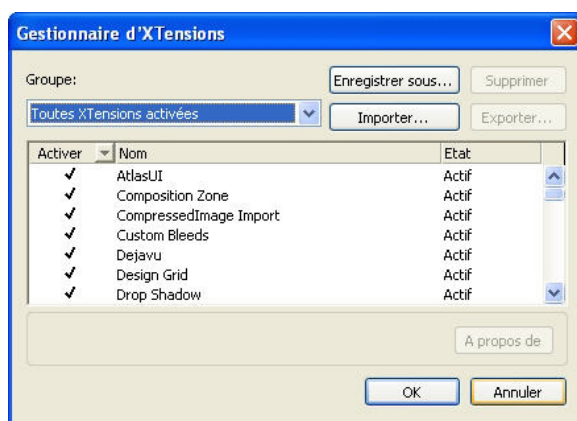 Gestionnaire d'XTensions
Groupe:
Enregistrer sous...
Supprimer
Toutes XTensions activées
Importer...
Exporter...
Activer Nom Etat
AtlasUI Actif
Composition Zone Actif
CompressedImage Import Actif
Custom Bleeds Actif
Dejavu Actif
Design Grid Actif
Drop Shadow Actif
A propos de
OK
Annuler